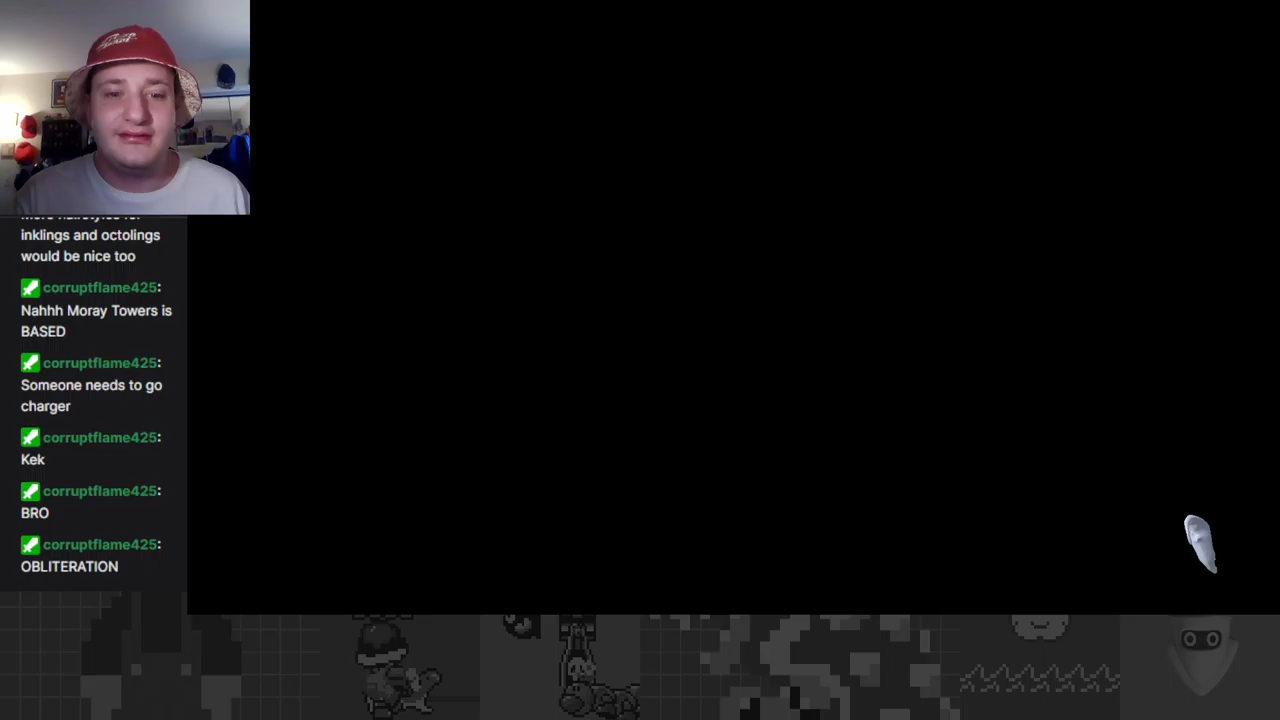 inklings and octolings
would be nice too
corruptflame425:
Nahhh Moray Towers is
BASED
corruptflame425:
Someone needs to go
charger
corruptflame425:
Kek
corruptflame425:
BRO
corruptflame425:
OBLITERATION